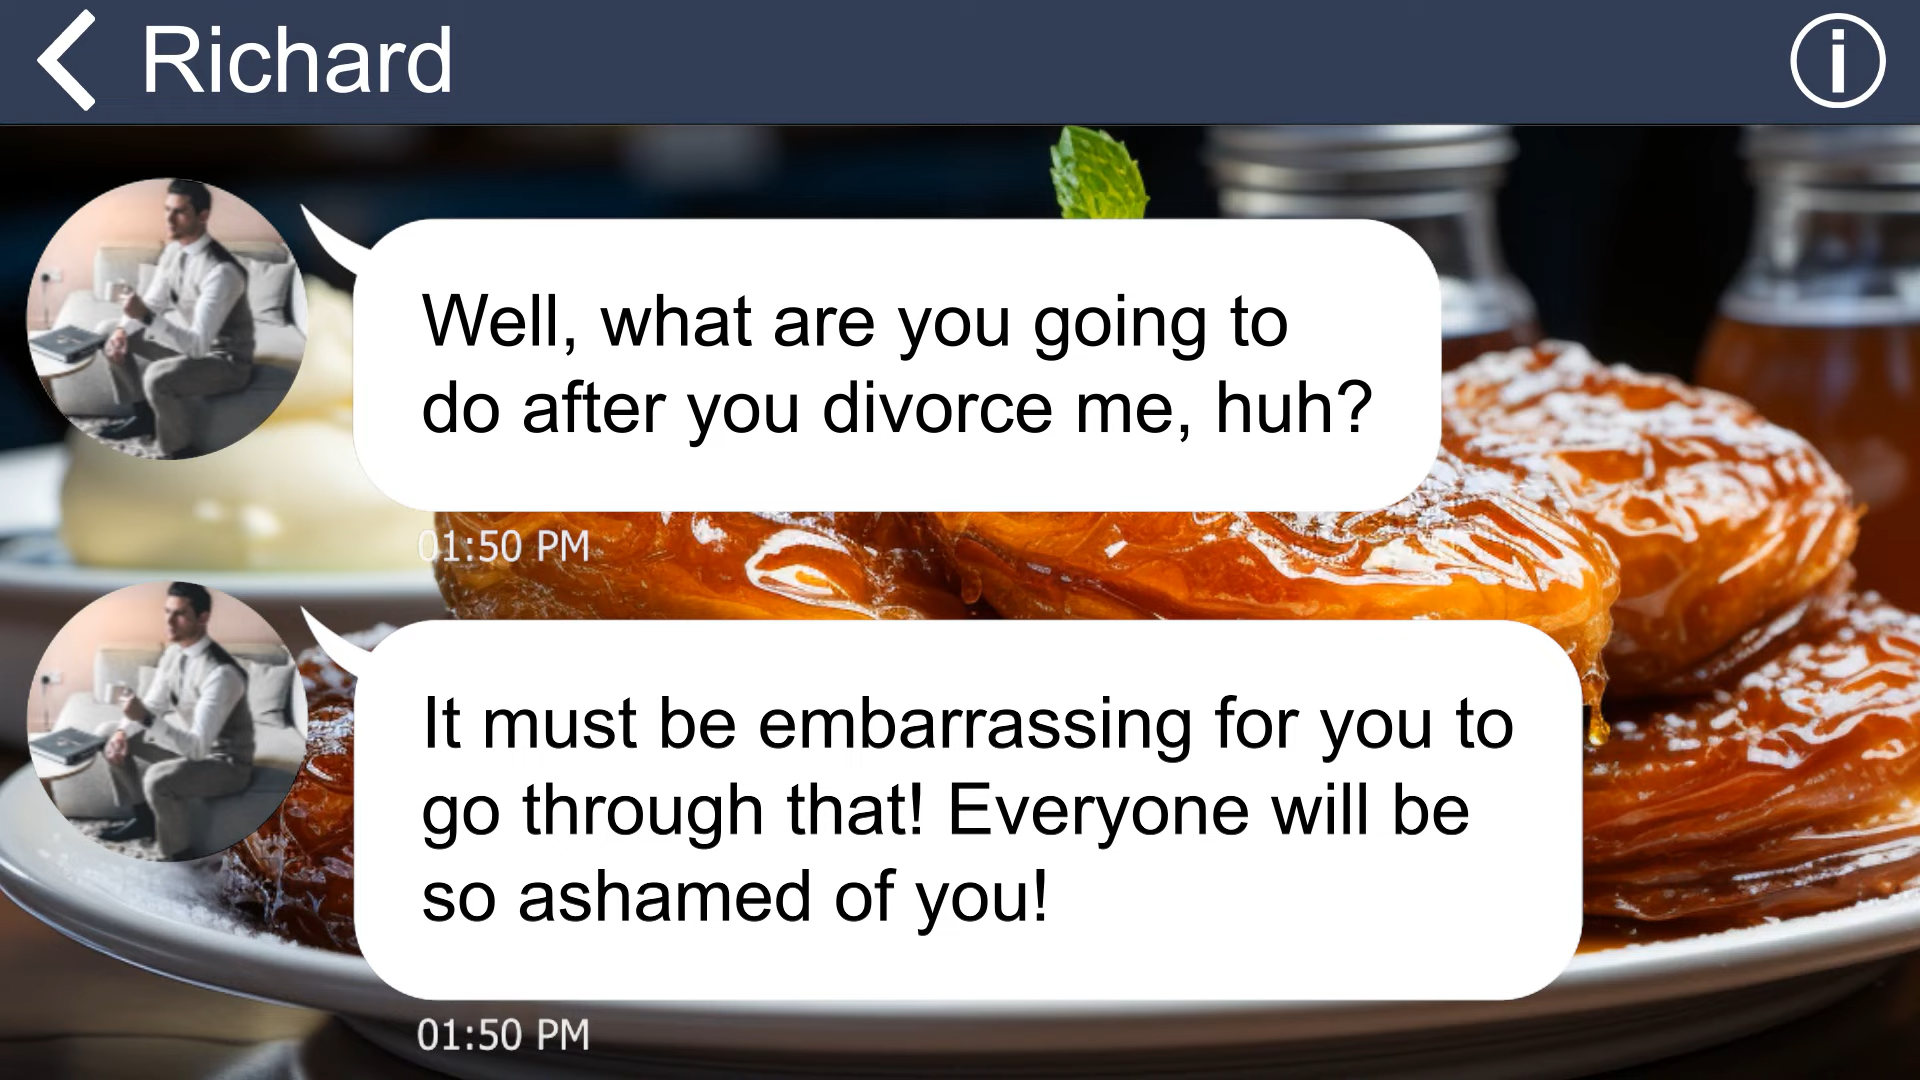 Richard
Well, what are you going to
do after you divorce me, huh?
01:50 PM
It must be embarrassing for you to
go through that! Everyone will be
so ashamed of you!
01:50 PM